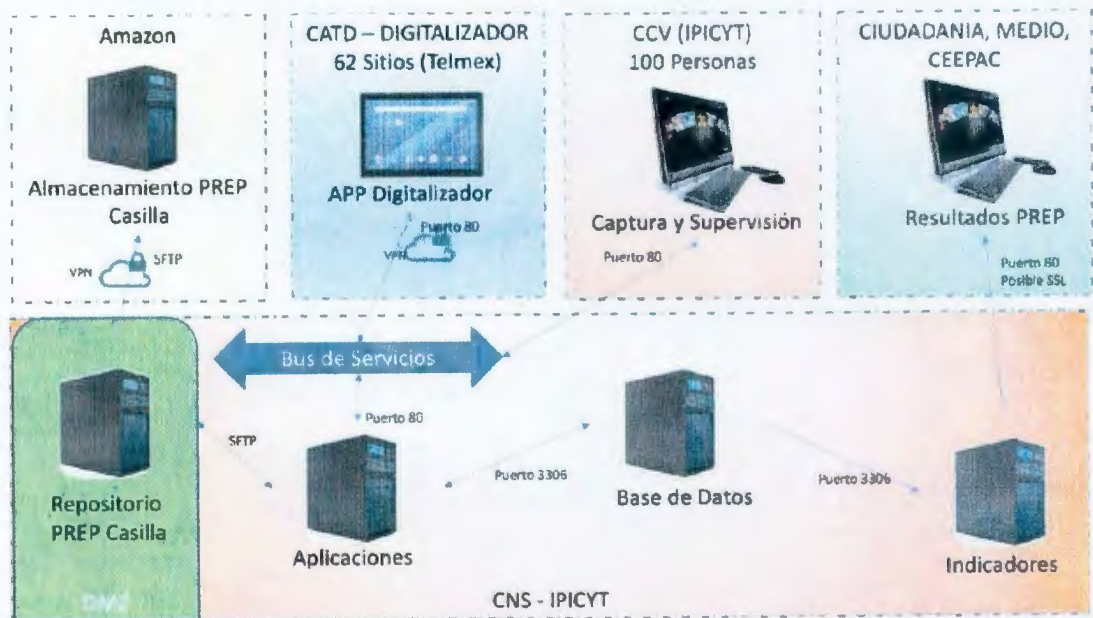 Amazon
Almacenamiento PREP
Casilla
VPN
SFTP
CATD – DIGITALIZADOR
62 Sitios (Telmex)
APP Digitalizador
Puerto 80
VPN
CCV (IPICYT)
100 Personas
Captura y Supervisión
Puerto 80
CIUDADANIA, MEDIO,
CEEPAC
Resultados PREP
Puerto 80
Posible SSL
Bus de Servicios
Puerto 80
SFTP
Repositorio
PREP Casilla
DMZ
Aplicaciones
Puerto 3306
Base de Datos
Puerto 3306
Indicadores
CNS - IPICYT